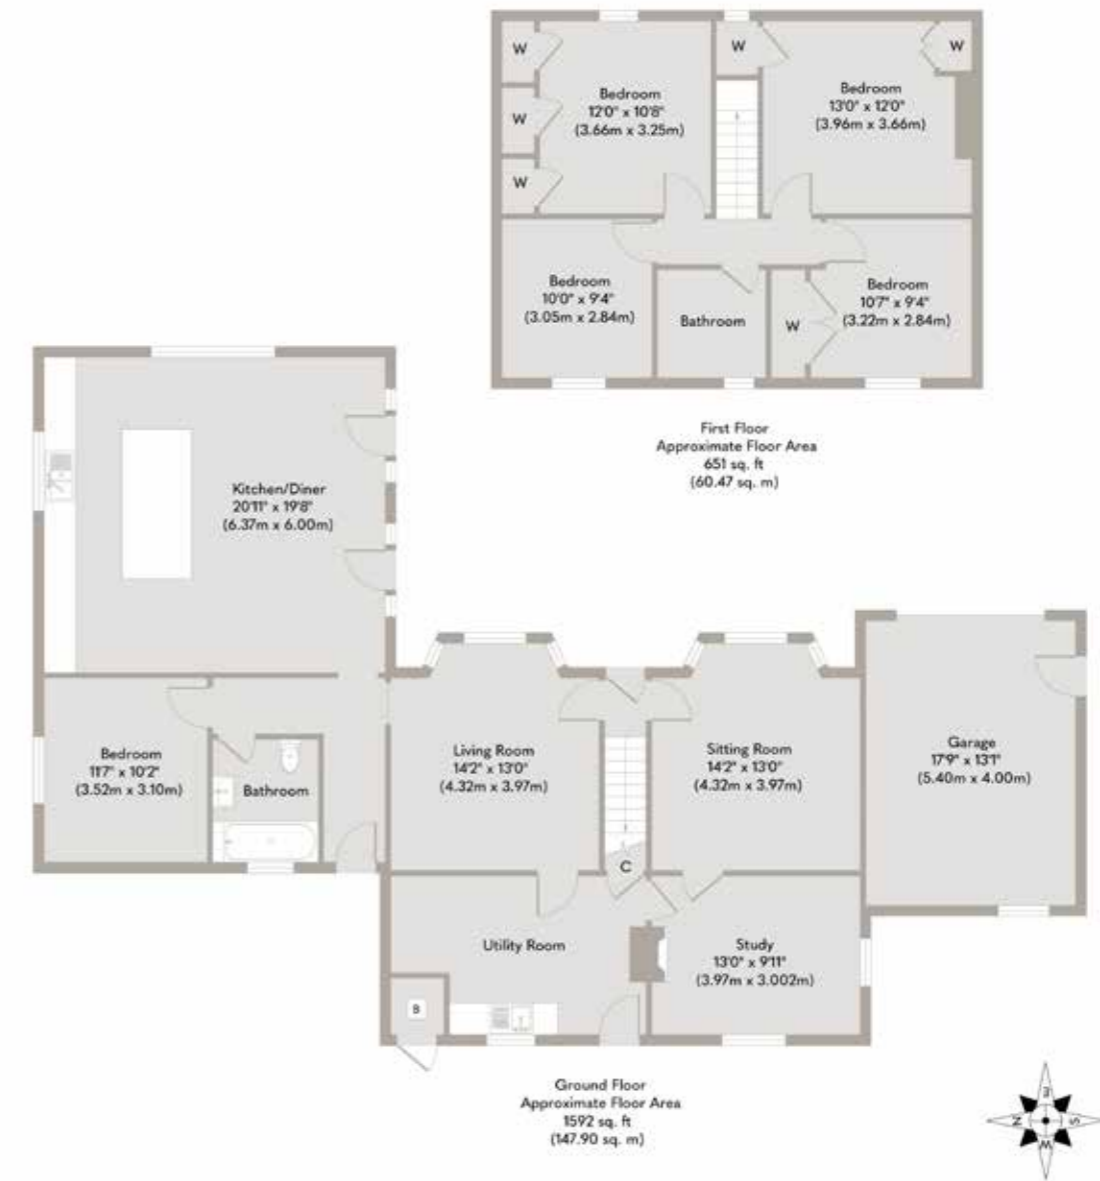 W
W
W
W
W
Bedroom
12'0" x 10'8"
(3.66m x 3.25m)
Bedroom
13'0" x 12'0"
(3.96m x 3.66m)
Bedroom
10'0" x 9'4"
(3.05m x 2.84m)
Bathroom
W
Bedroom
10'7" x 9'4"
(3.22m x 2.84m)
First Floor
Approximate Floor Area
651 sq. ft
(60.47 sq. m)
Kitchen/Diner
20'11" x 19'8"
(6.37m x 6.00m)
Bedroom
11'7" x 10'2"
(3.52m x 3.10m)
Bathroom
Living Room
14'2" x 13'0"
(4.32m x 3.97m)
Sitting Room
14'2" x 13'0"
(4.32m x 3.97m)
Garage
17'9" x 13'1"
(5.40m x 4.00m)
C
Utility Room
Study
13'0" x 9'11"
(3.97m x 3.002m)
B
Ground Floor
Approximate Floor Area
1592 sq. ft
(147.90 sq. m)
E
N
S
W